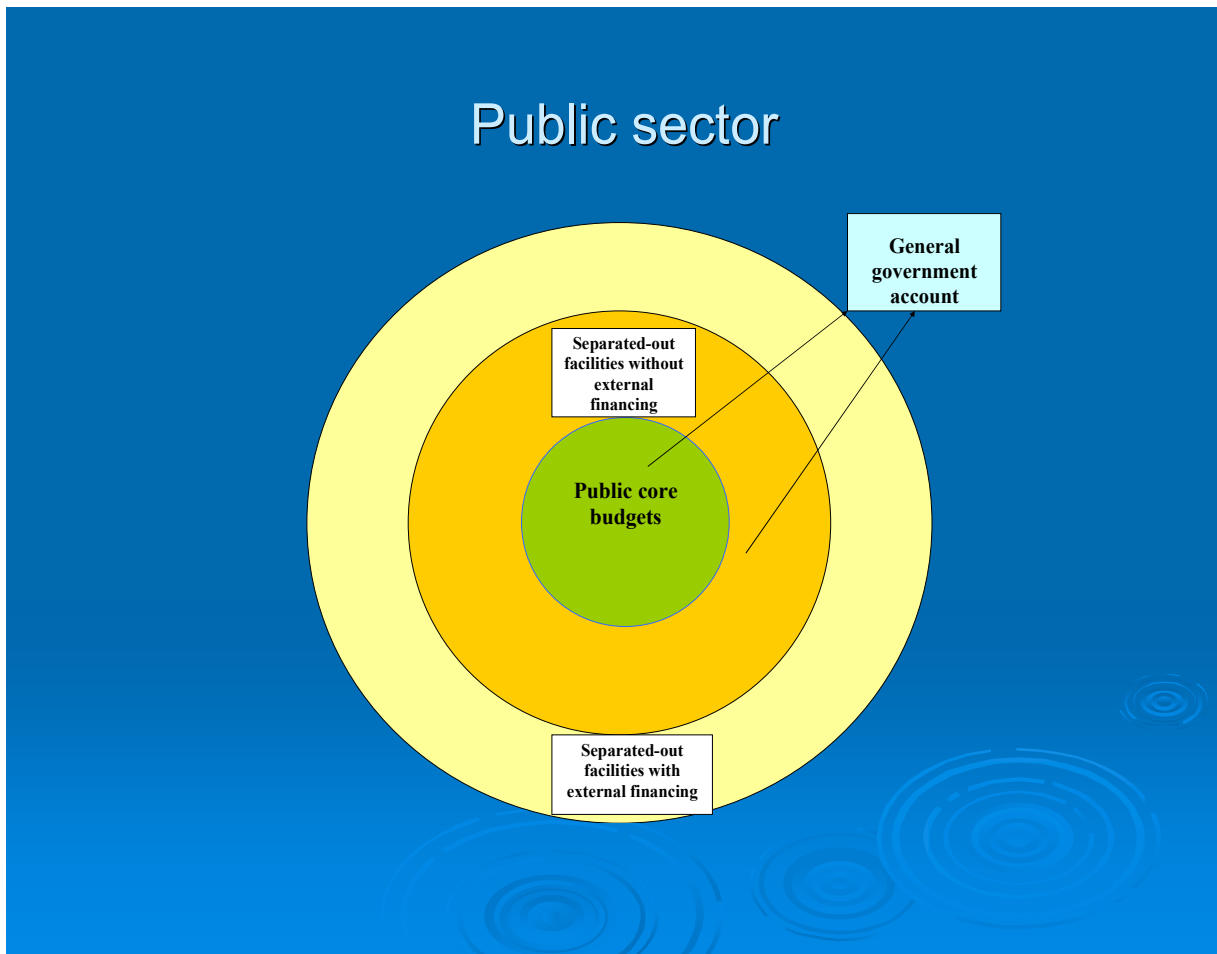 Public sector
General
government
account
Separated-out
facilities without
external
financing
Public core
budgets
Separated-out
facilities with
external financing